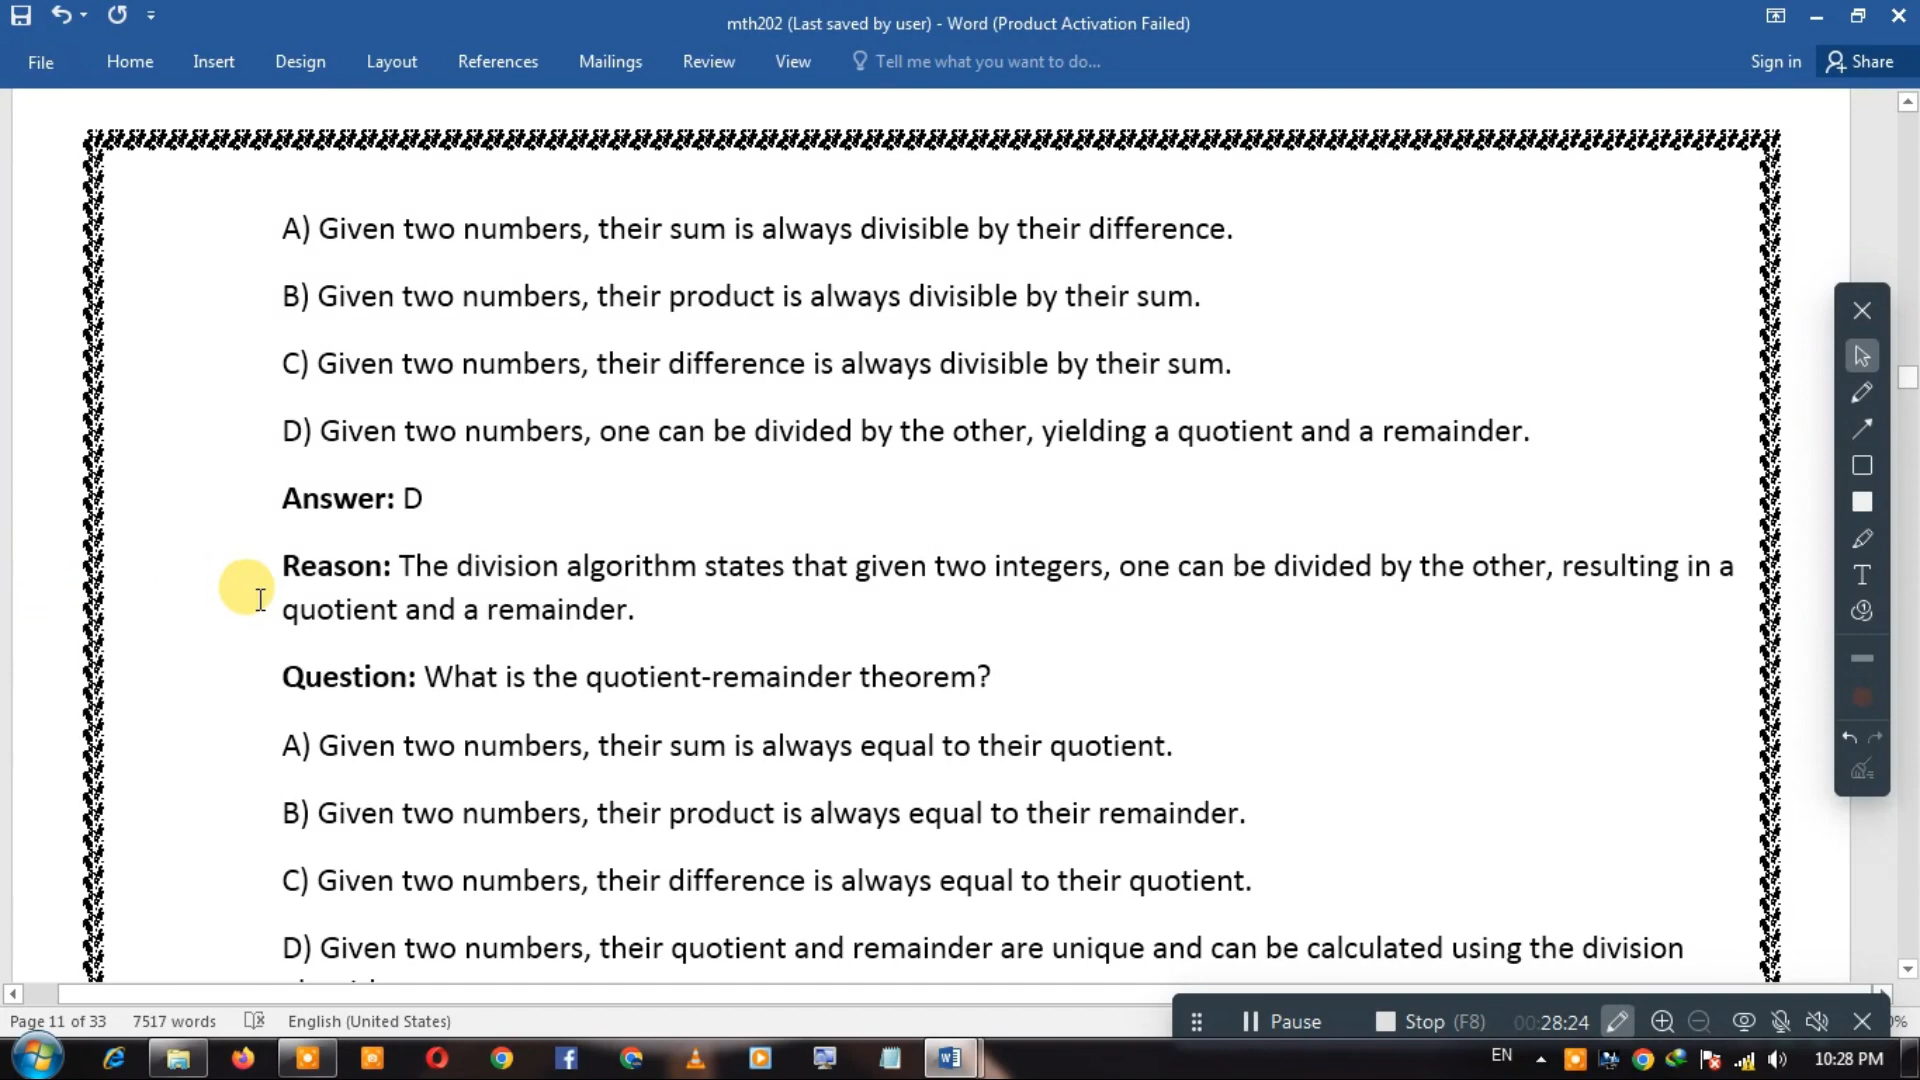 mth202 (Last saved by user) - Word (Product Activation Failed)
File Home Insert Design Layout References Mailings Review View Tell me what you want to do... Sign in Share
A) Given two numbers, their sum is always divisible by their difference.
B) Given two numbers, their product is always divisible by their sum.
C) Given two numbers, their difference is always divisible by their sum.
D) Given two numbers, one can be divided by the other, yielding a quotient and a remainder.
Answer: D
Reason: The division algorithm states that given two integers, one can be divided by the other, resulting in a
quotient and a remainder.
Question: What is the quotient-remainder theorem?
A) Given two numbers, their sum is always equal to their quotient.
B) Given two numbers, their product is always equal to their remainder.
C) Given two numbers, their difference is always equal to their quotient.
D) Given two numbers, their quotient and remainder are unique and can be calculated using the division
Page 11 of 33 7517 words English (United States)
Pause Stop (F8) 00:28:24
EN 10:28 PM